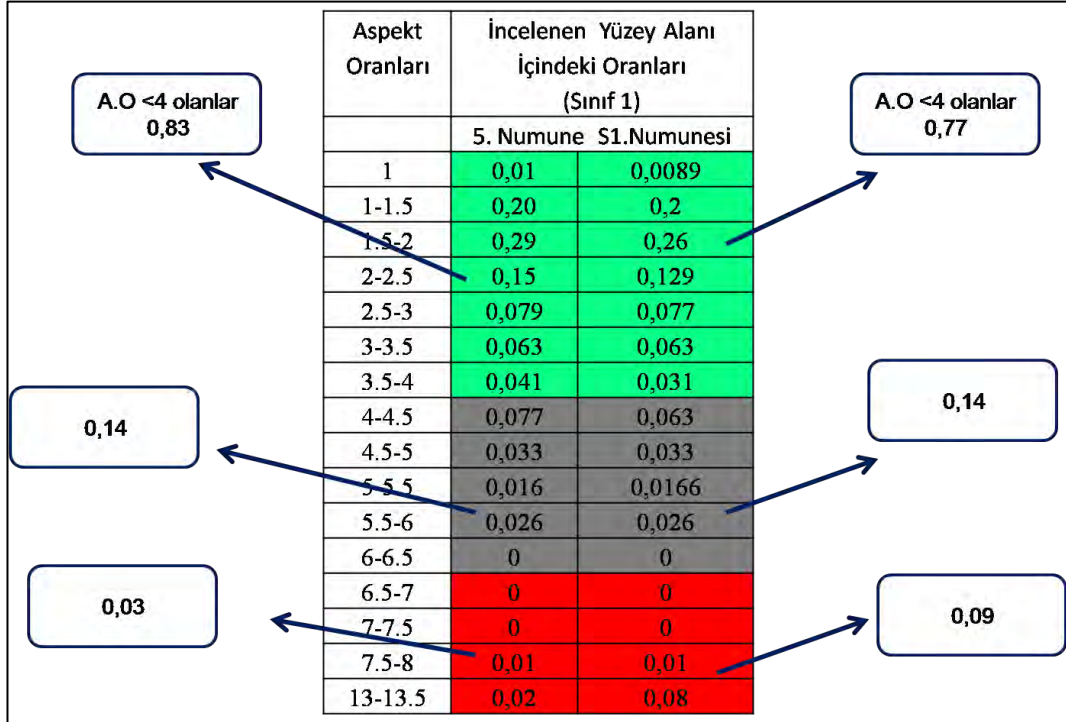 Aspekt Oranları
İncelenen Yüzey Alanı
İçindeki Oranları
(Sınıf 1)
5. Numune S1.Numunesi
1 0,01 0,0089
1-1.5 0,20 0,2
1.5-2 0,29 0,26
2-2.5 0,15 0,129
2.5-3 0,079 0,077
3-3.5 0,063 0,063
3.5-4 0,041 0,031
4-4.5 0,077 0,063
4.5-5 0,033 0,033
5-5.5 0,016 0,0166
5.5-6 0,026 0,026
6-6.5 0 0
6.5-7 0 0
7-7.5 0 0
7.5-8 0,01 0,01
13-13.5 0,02 0,08
A.O <4 olanlar
0,83
0,14
0,03
A.O <4 olanlar
0,77
0,14
0,09